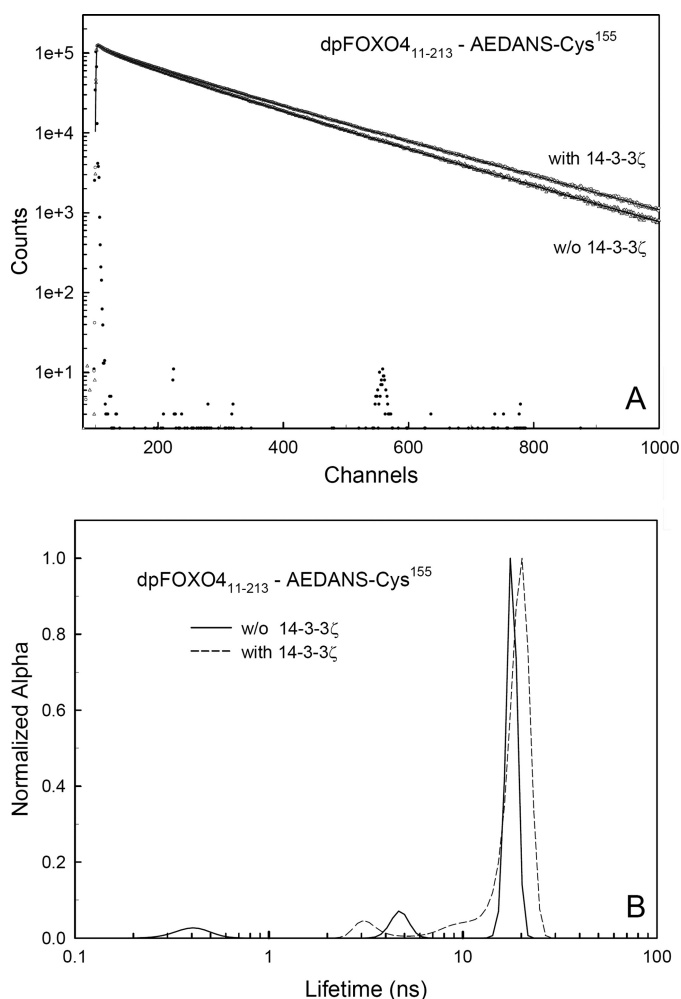 dpFOXO4₁₁₋₂₁₃ - AEDANS-Cys¹⁵⁵
1e+5
1e+4
1e+3
1e+2
1e+1
Counts
with 14-3-3ζ
w/o 14-3-3ζ
A
200 400 600 800 1000
Channels
dpFOXO4₁₁₋₂₁₃ - AEDANS-Cys¹⁵⁵
w/o 14-3-3ζ
with 14-3-3ζ
1.0
0.8
0.6
0.4
0.2
0.0
Normalized Alpha
B
0.1 1 10 100
Lifetime (ns)